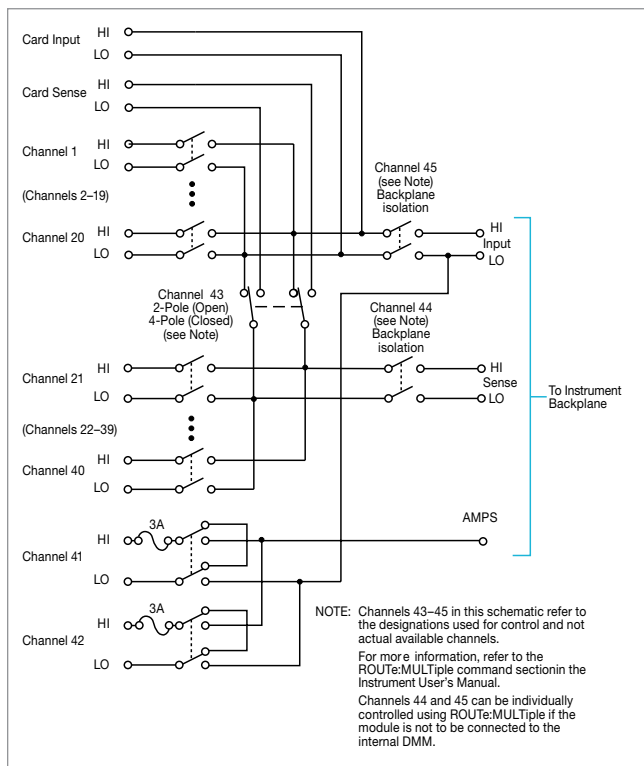 Card Input HI
LO
Card Sense HI
LO
Channel 1 HI
LO
(Channels 2–19)
Channel 20 HI
LO
Channel 45
(see Note)
Backplane
isolation
HI
Input
LO
Channel 43
2-Pole (Open)
4-Pole (Closed)
(see Note)
Channel 44
(see Note)
Backplane
isolation
Channel 21 HI
LO
HI
Sense
LO
To Instrument
Backplane
(Channels 22–39)
Channel 40 HI
LO
AMPS
3A
Channel 41 HI
LO
3A
Channel 42 HI
LO
NOTE: Channels 43–45 in this schematic refer to
the designations used for control and not
actual available channels.
For more information, refer to the
ROUTe:MULTiple command sectionin the
Instrument User's Manual.
Channels 44 and 45 can be individually
controlled using ROUTe:MULTiple if the
module is not to be connected to the
internal DMM.